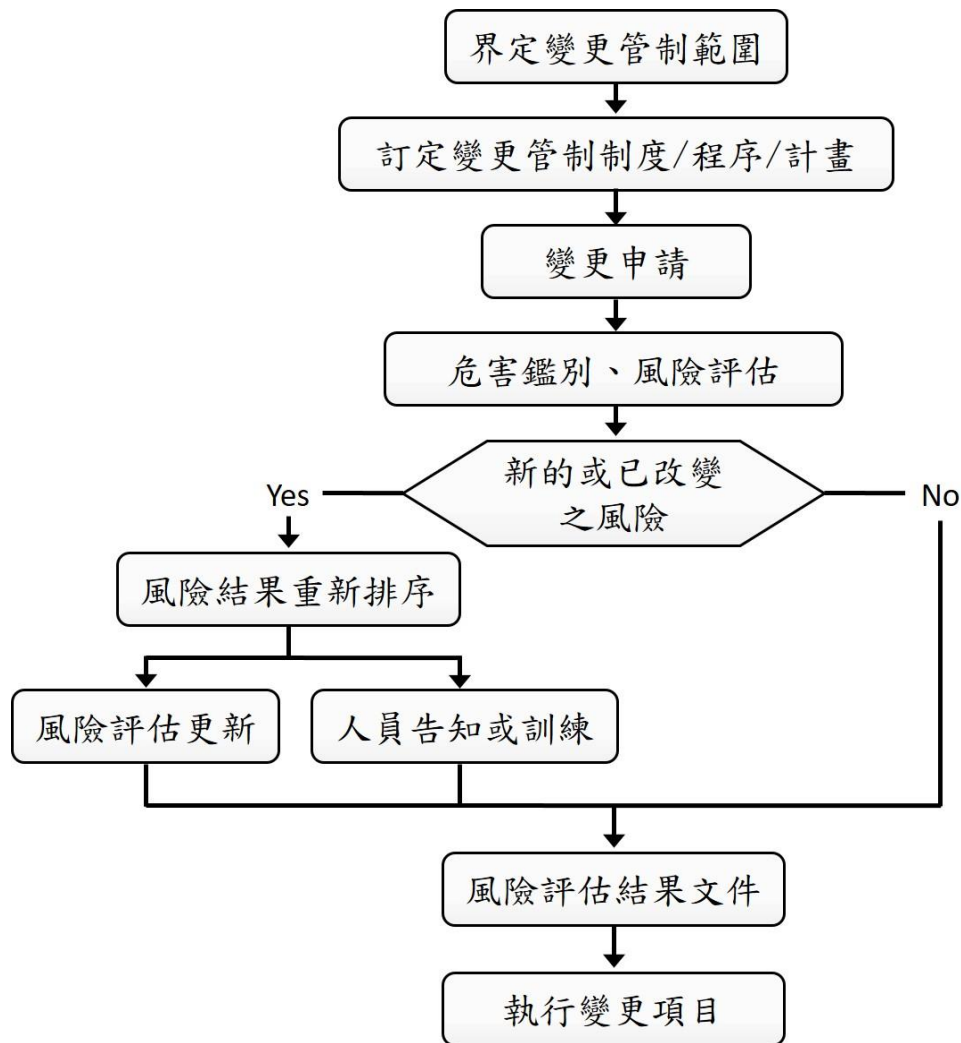 界定變更管制範圍
訂定變更管制制度/程序/計畫
變更申請
危害鑑別、風險評估
新的或已改變
之風險
Yes
No
風險結果重新排序
風險評估更新
人員告知或訓練
風險評估結果文件
執行變更項目